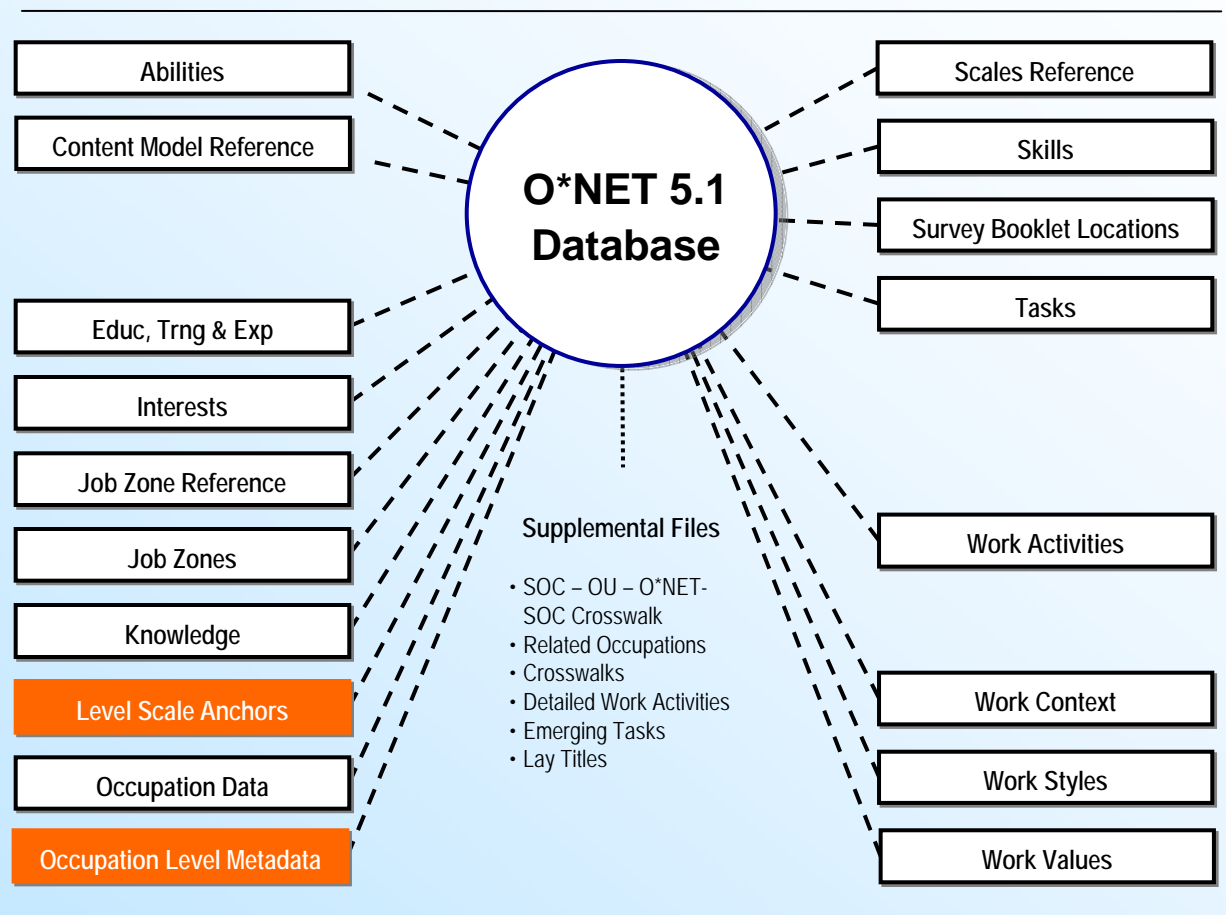 Abilities
Content Model Reference
Educ, Trng & Exp
Interests
Job Zone Reference
Job Zones
Knowledge
Level Scale Anchors
Occupation Data
Occupation Level Metadata
O*NET 5.1
Database
Supplemental Files
• SOC – OU – O*NET-
SOC Crosswalk
• Related Occupations
• Crosswalks
• Detailed Work Activities
• Emerging Tasks
• Lay Titles
Scales Reference
Skills
Survey Booklet Locations
Tasks
Work Activities
Work Context
Work Styles
Work Values